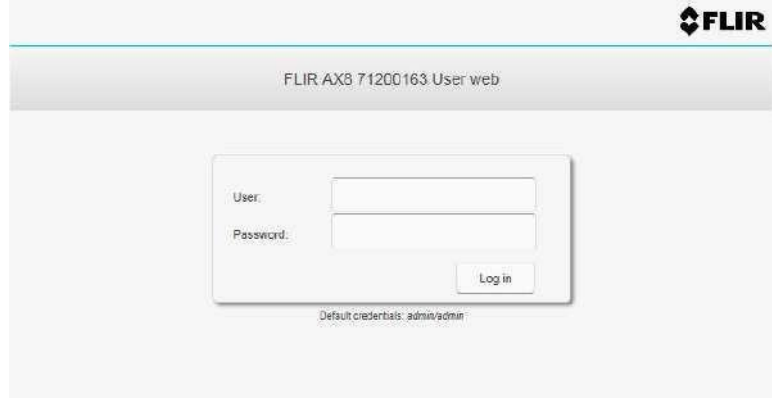 FLIR
FLIR AX8 71200163 User web
User:
Password:
Log in
Default credentials: admin/admin